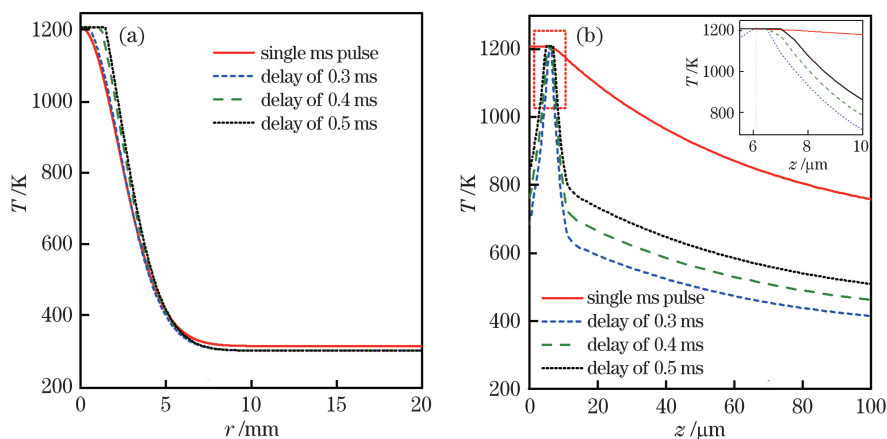 (a)
single ms pulse
delay of 0.3 ms
delay of 0.4 ms
delay of 0.5 ms
1200
1000
800
600
400
200
T /K
0
5
10
15
20
r /mm
(b)
single ms pulse
delay of 0.3 ms
delay of 0.4 ms
delay of 0.5 ms
1200
1000
800
600
400
200
T /K
0
20
40
60
80
100
z /μm
1200
1000
800
T /K
6
8
10
z /μm